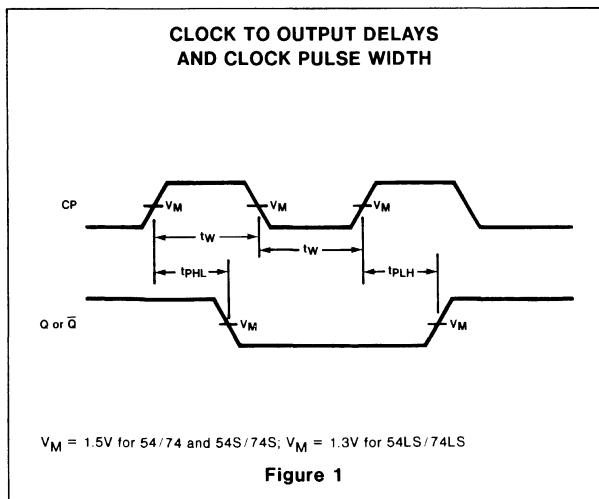 CLOCK TO OUTPUT DELAYS
AND CLOCK PULSE WIDTH
CP
VM
VM
VM
tW
tW
tPHL
tPLH
Q or Q̅
VM
VM
VM = 1.5V for 54/74 and 54S/74S; VM = 1.3V for 54LS/74LS
Figure 1